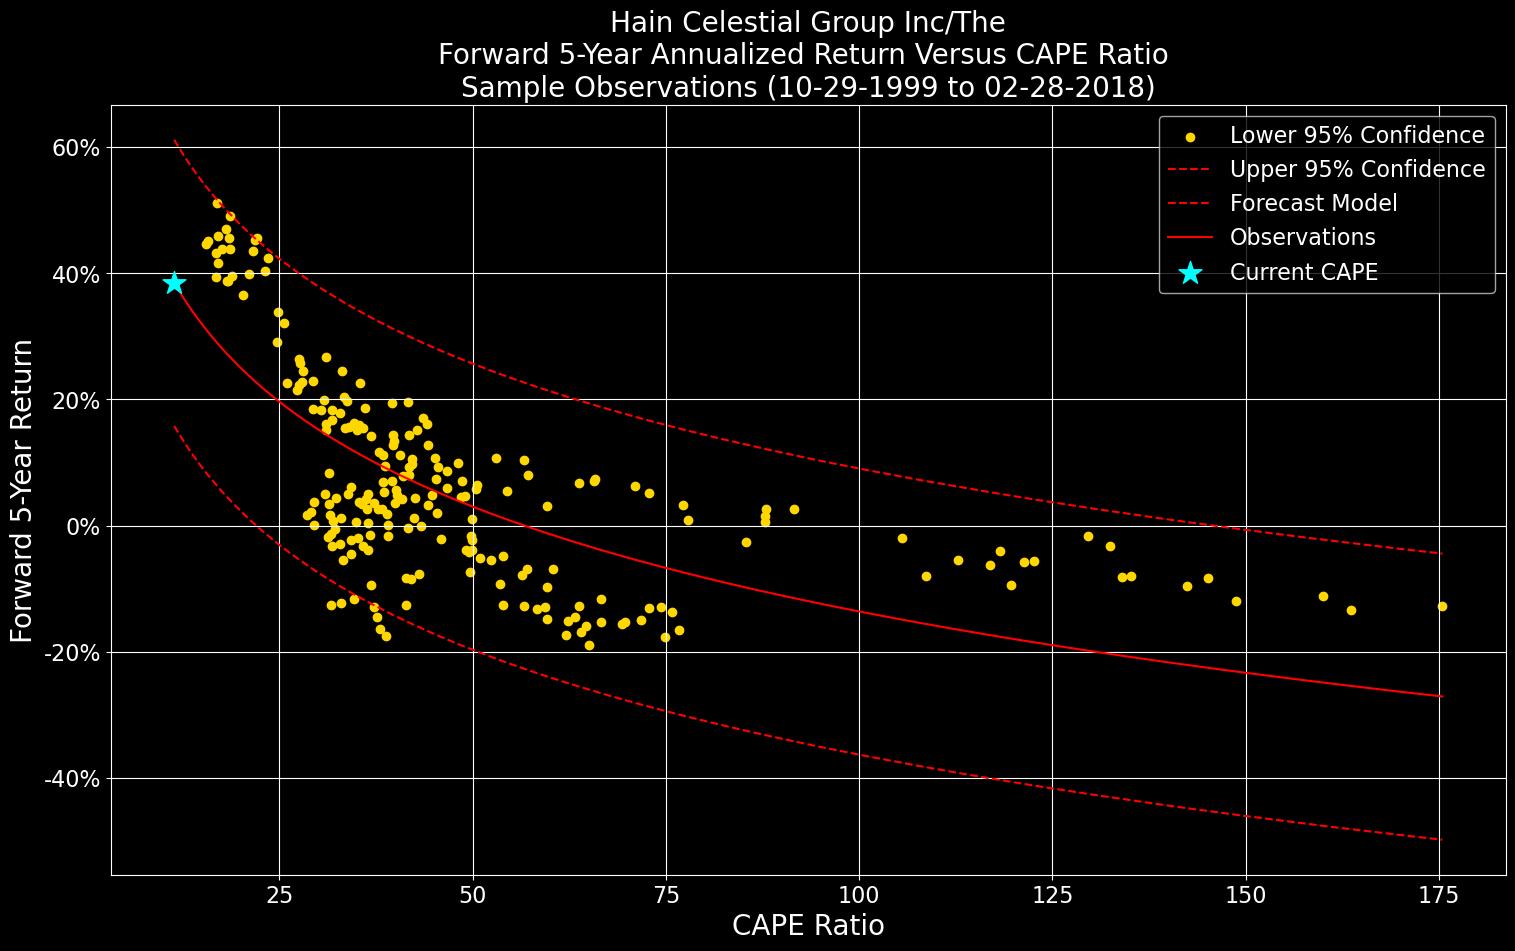 Hain Celestial Group Inc/The
Forward 5-Year Annualized Return Versus CAPE Ratio
Sample Observations (10-29-1999 to 02-28-2018)
Lower 95% Confidence
Upper 95% Confidence
Forecast Model
Observations
Current CAPE
Forward 5-Year Return
60%
40%
20%
0%
-20%
-40%
25 50 75 100 125 150 175
CAPE Ratio